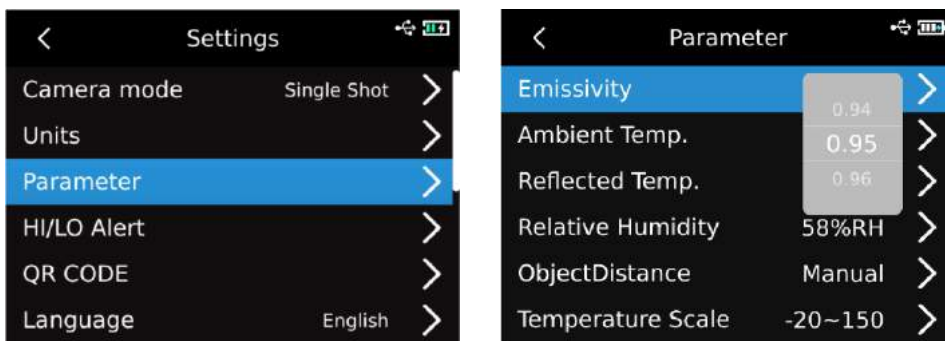 Settings
Camera mode Single Shot
Units
Parameter
HI/LO Alert
QR CODE
Language English
Parameter
Emissivity
0.94
Ambient Temp. 0.95
Reflected Temp. 0.96
Relative Humidity 58%RH
ObjectDistance Manual
Temperature Scale -20~150